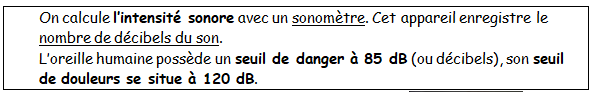 On calcule l'intensité sonore avec un sonomètre. Cet appareil enregistre le
nombre de décibels du son.
L'oreille humaine possède un seuil de danger à 85 dB (ou décibels), son seuil
de douleurs se situe à 120 dB.